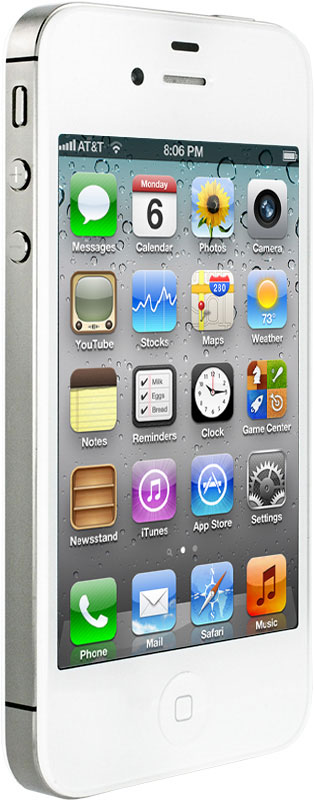 AT&T 8:06 PM
Monday
6
280
73°
Messages Calendar Photos Camera
YouTube Stocks Maps Weather
Milk
Eggs
Bread
Notes Reminders Clock Game Center
Newsstand iTunes App Store Settings
Phone Mail Safari Music